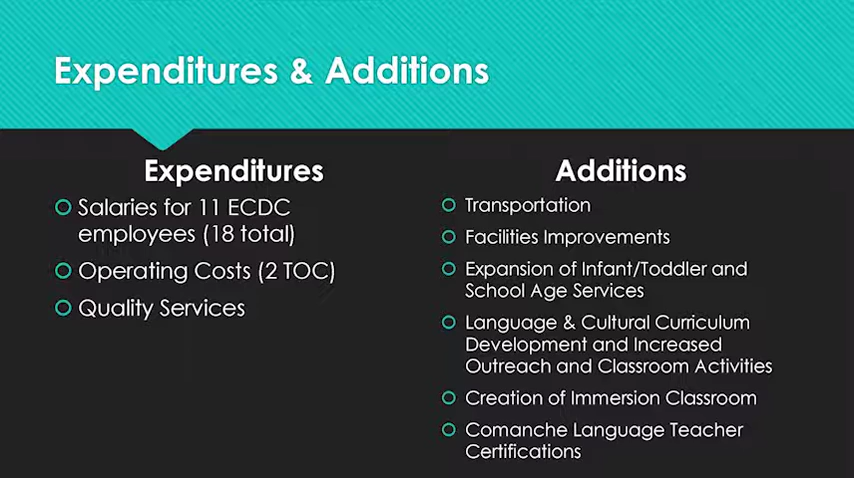 Expenditures & Additions
Expenditures
Salaries for 11 ECDC
employees (18 total)
Operating Costs (2 TOC)
Quality Services
Additions
Transportation
Facilities Improvements
Expansion of Infant/Toddler and
School Age Services
Language & Cultural Curriculum
Development and Increased
Outreach and Classroom Activities
Creation of Immersion Classroom
Comanche Language Teacher
Certifications